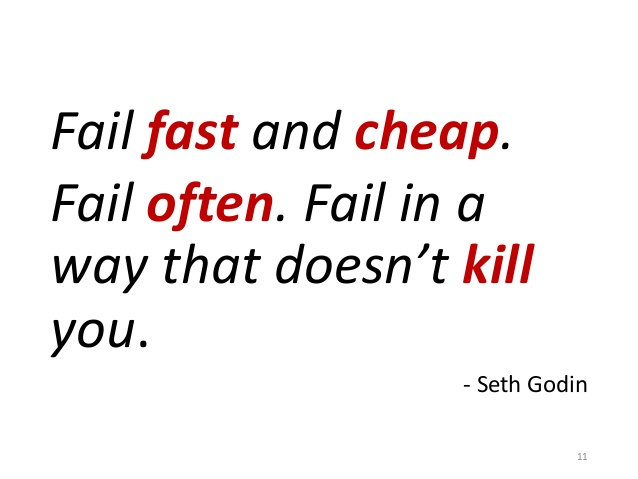 Fail fast and cheap.
Fail often. Fail in a
way that doesn’t kill
you.
- Seth Godin
11